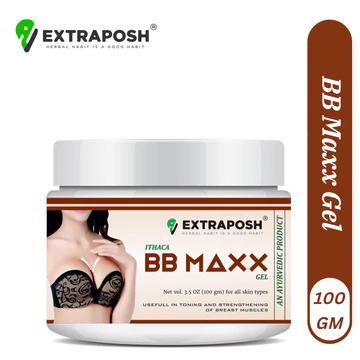 EXTRAPOSH®
HERBAL HABIT IS A GOOD HABIT
EXTRAPOSH®
HERBAL HABIT IS A GOOD HABIT
ITHACA
BB MAXX
GEL
Net vol. 3.5 OZ (100 gm) for all skin types
USEFULL IN TONING AND STRENGTHENING
OF BREAST MUSCLES
AN AYURVEDIC PRODUCT
BB Maxx Gel
100
GM